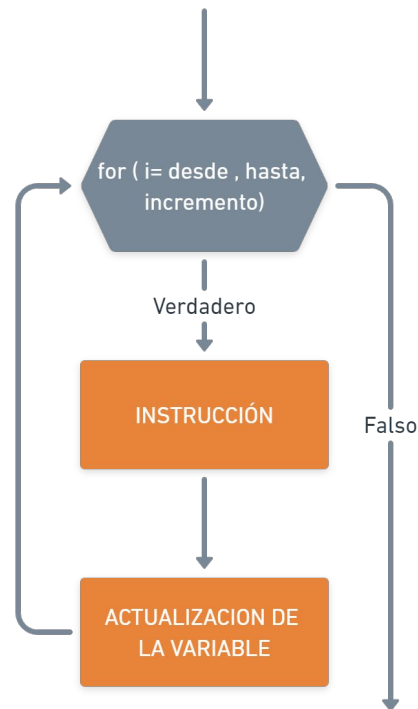 for ( i= desde , hasta,
incremento)
Verdadero
INSTRUCCIÓN
Falso
ACTUALIZACION DE
LA VARIABLE